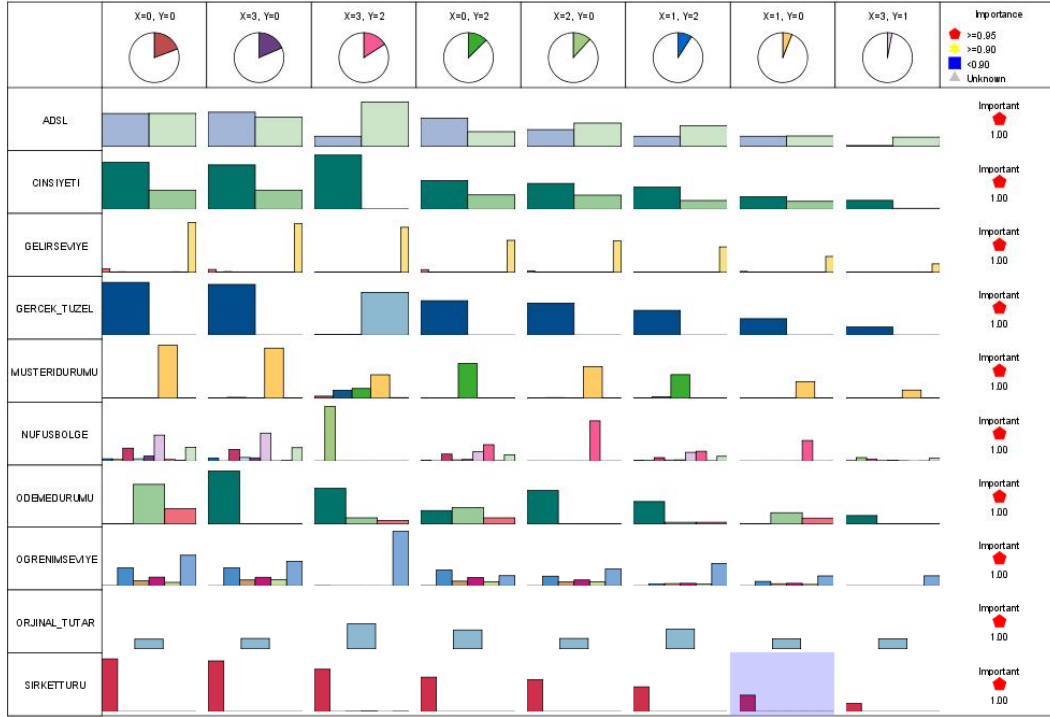 X=0, Y=0
X=3, Y=0
X=3, Y=2
X=0, Y=2
X=2, Y=0
X=1, Y=2
X=1, Y=0
X=3, Y=1
Importance
>=0.95
>=0.90
<0.90
Unknown
ADSL
Important
1.00
CINSIYETI
Important
1.00
GELIRSEVIYE
Important
1.00
GERCEK_TUZEL
Important
1.00
MUSTERIDURUMU
Important
1.00
NUFUSBOLGE
Important
1.00
ODEMEDURUMU
Important
1.00
OGRENIMSEVIYE
Important
1.00
ORJINAL_TUTAR
Important
1.00
SIRKETTURU
Important
1.00